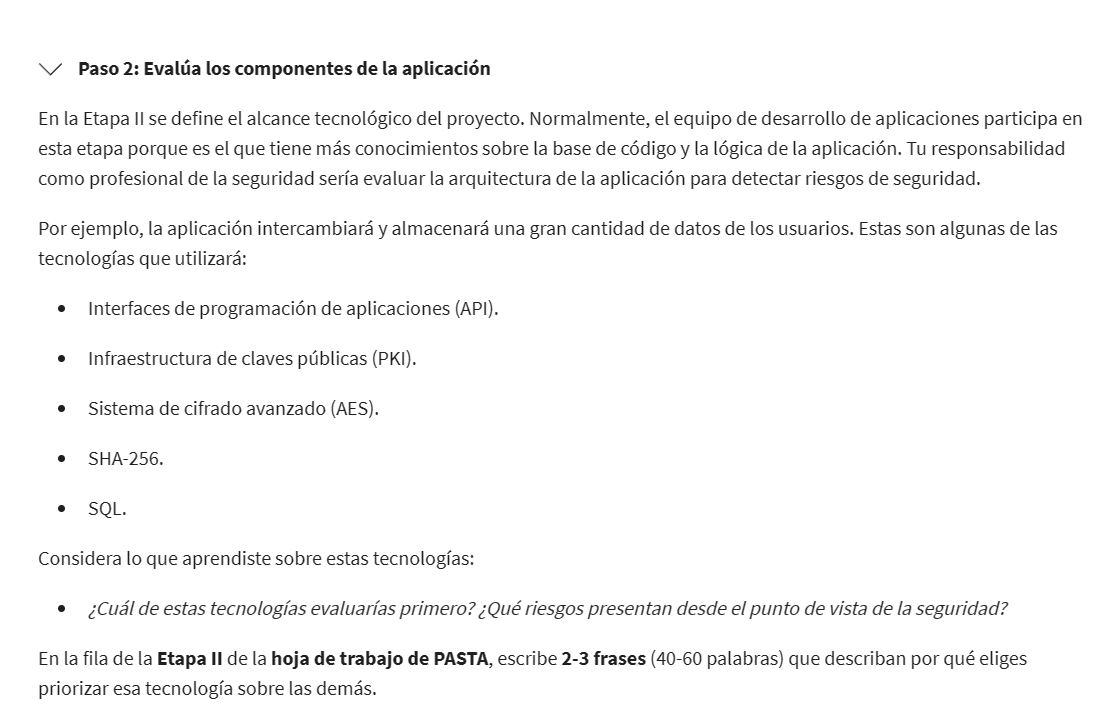 Paso 2: Evalúa los componentes de la aplicación
En la Etapa II se define el alcance tecnológico del proyecto. Normalmente, el equipo de desarrollo de aplicaciones participa en
esta etapa porque es el que tiene más conocimientos sobre la base de código y la lógica de la aplicación. Tu responsabilidad
como profesional de la seguridad sería evaluar la arquitectura de la aplicación para detectar riesgos de seguridad.
Por ejemplo, la aplicación intercambiará y almacenará una gran cantidad de datos de los usuarios. Estas son algunas de las
tecnologías que utilizará:
• Interfaces de programación de aplicaciones (API).
• Infraestructura de claves públicas (PKI).
• Sistema de cifrado avanzado (AES).
• SHA-256.
• SQL.
Considera lo que aprendiste sobre estas tecnologías:
• ¿Cuál de estas tecnologías evaluarías primero? ¿Qué riesgos presentan desde el punto de vista de la seguridad?
En la fila de la Etapa II de la hoja de trabajo de PASTA, escribe 2-3 frases (40-60 palabras) que describan por qué eliges
priorizar esa tecnología sobre las demás.